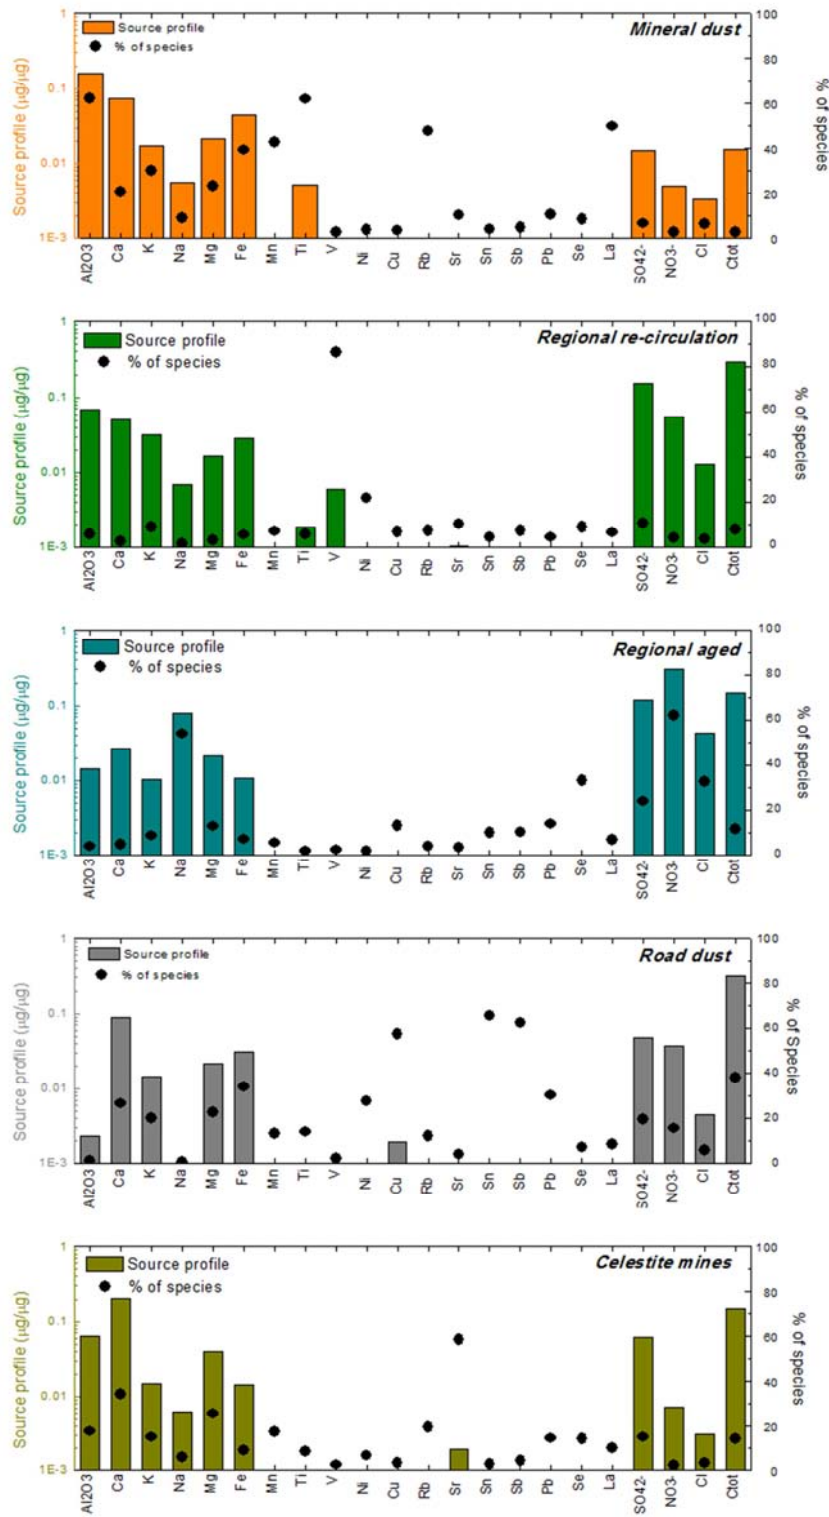 Source profile
% of species
Mineral dust
Source profile (µg/µg)
1
0.1
0.01
1E-3
100
80
60
40
20
0
% of species
Al2O3 Ca K Na Mg Fe Mn Ti V Ni Cu Rb Sr Sn Sb Pb Se La SO42- NO3- Cl Ctot
Source profile
% of species
Regional re-circulation
Source profile (µg/µg)
1
0.1
0.01
1E-3
100
80
60
40
20
0
% of species
Al2O3 Ca K Na Mg Fe Mn Ti V Ni Cu Rb Sr Sn Sb Pb Se La SO42- NO3- Cl Ctot
Source profile
% of species
Regional aged
Source profile (µg/µg)
1
0.1
0.01
1E-3
100
80
60
40
20
0
% of species
Al2O3 Ca K Na Mg Fe Mn Ti V Ni Cu Rb Sr Sn Sb Pb Se La SO42- NO3- Cl Ctot
Source profile
% of species
Road dust
Source profile (µg/µg)
1
0.1
0.01
1E-3
100
80
60
40
20
0
% of Species
Al2O3 Ca K Na Mg Fe Mn Ti V Ni Cu Rb Sr Sn Sb Pb Se La SO42- NO3- Cl Ctot
Source profile
% of species
Celestite mines
Source profile (µg/µg)
1
0.1
0.01
1E-3
100
80
60
40
20
0
% of species
Al2O3 Ca K Na Mg Fe Mn Ti V Ni Cu Rb Sr Sn Sb Pb Se La SO42- NO3- Cl Ctot